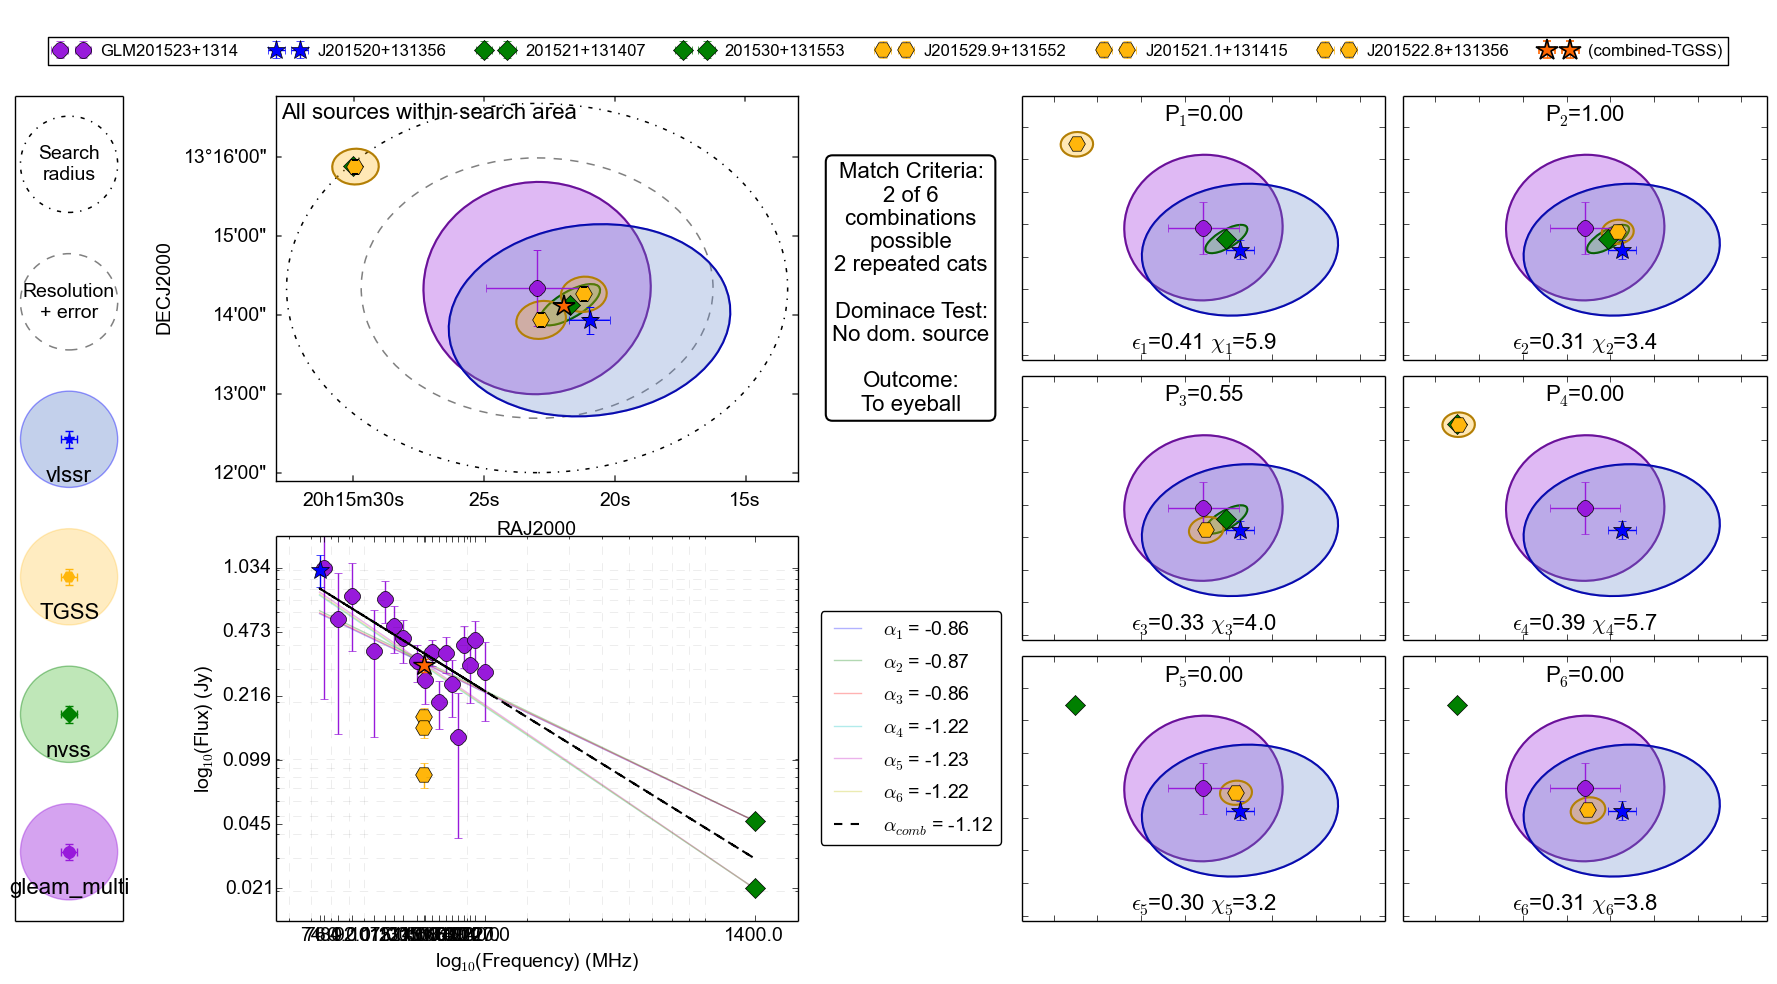 GLM201523+1314 J201520+131356 201521+131407 201530+131553 J201529.9+131552 J201521.1+131415 J201522.8+131356 (combined-TGSS)
Search
radius
Resolution
+ error
vlssr
TGSS
nvss
gleam_multi
All sources within search area
DECJ2000
13°16'00"
15'00"
14'00"
13'00"
12'00"
20h15m30s 25s 20s 15s
RAJ2000
Match Criteria:
2 of 6
combinations
possible
2 repeated cats
Dominace Test:
No dom. source
Outcome:
To eyeball
log10(Flux) (Jy)
1.034
0.473
0.216
0.099
0.045
0.021
1400.0
log10(Frequency) (MHz)
α1 = -0.86
α2 = -0.87
α3 = -0.86
α4 = -1.22
α5 = -1.23
α6 = -1.22
αcomb = -1.12
P1=0.00
ϵ1=0.41 χ1=5.9
P2=1.00
ϵ2=0.31 χ2=3.4
P3=0.55
ϵ3=0.33 χ3=4.0
P4=0.00
ϵ4=0.39 χ4=5.7
P5=0.00
ϵ5=0.30 χ5=3.2
P6=0.00
ϵ6=0.31 χ6=3.8